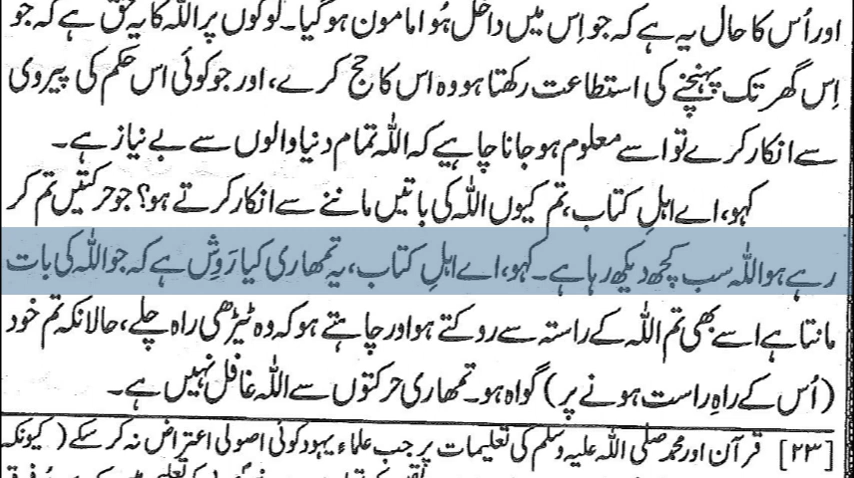 اور اُس کا حال یہ ہے کہ جو اِس میں داخل ہُوا مامون ہو گیا۔ لوگوں پر اللہ کا یہ حق ہے کہ جو
اِس گھر تک پہنچنے کی استطاعت رکھتا ہو وہ اس کا حج کرے، اور جو کوئی اس حکم کی پیروی
سے انکار کرے تو اسے معلوم ہو جانا چاہیے کہ اللہ تمام دنیا والوں سے بے نیاز ہے۔
کہو، اے اہلِ کتاب، تم کیوں اللہ کی باتیں ماننے سے انکار کرتے ہو؟ جو حرکتیں تم کر
رہے ہو اللہ سب کچھ دیکھ رہا ہے۔ کہو، اے اہلِ کتاب، یہ تمھاری کیا رَوِش ہے کہ جو اللہ کی بات
مانتا ہے اسے بھی تم اللہ کے راستہ سے روکتے ہو اور چاہتے ہو کہ وہ ٹیڑھی راہ چلے، حالانکہ تم خود
(اُس کے راہِ راست ہونے پر) گواہ ہو۔ تمھاری حرکتوں سے اللہ غافل نہیں ہے۔
[۲۳] قرآن اور محمد صلی اللہ علیہ وسلم کی تعلیمات پر جب علماء یہود کوئی اصولی اعتراض نہ کر سکے (کیونکہ